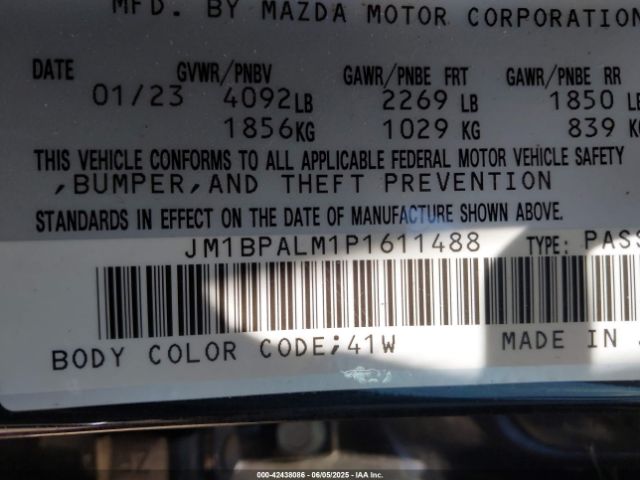 MFD. BY MAZDA MOTOR CORPORATION
DATE GVWR/PNBV GAWR/PNBE FRT GAWR/PNBE RR
01/23 4092LB 2269 LB 1850 LB
1856KG 1029 KG 839 KG
THIS VEHICLE CONFORMS TO ALL APPLICABLE FEDERAL MOTOR VEHICLE SAFETY
,BUMPER,AND THEFT PREVENTION
STANDARDS IN EFFECT ON THE DATE OF MANUFACTURE SHOWN ABOVE.
JM1BPALM1P1611488 TYPE: PASS
BODY COLOR CODE;41W MADE IN J
000-42438086 - 06/05/2025 - IAA Inc.